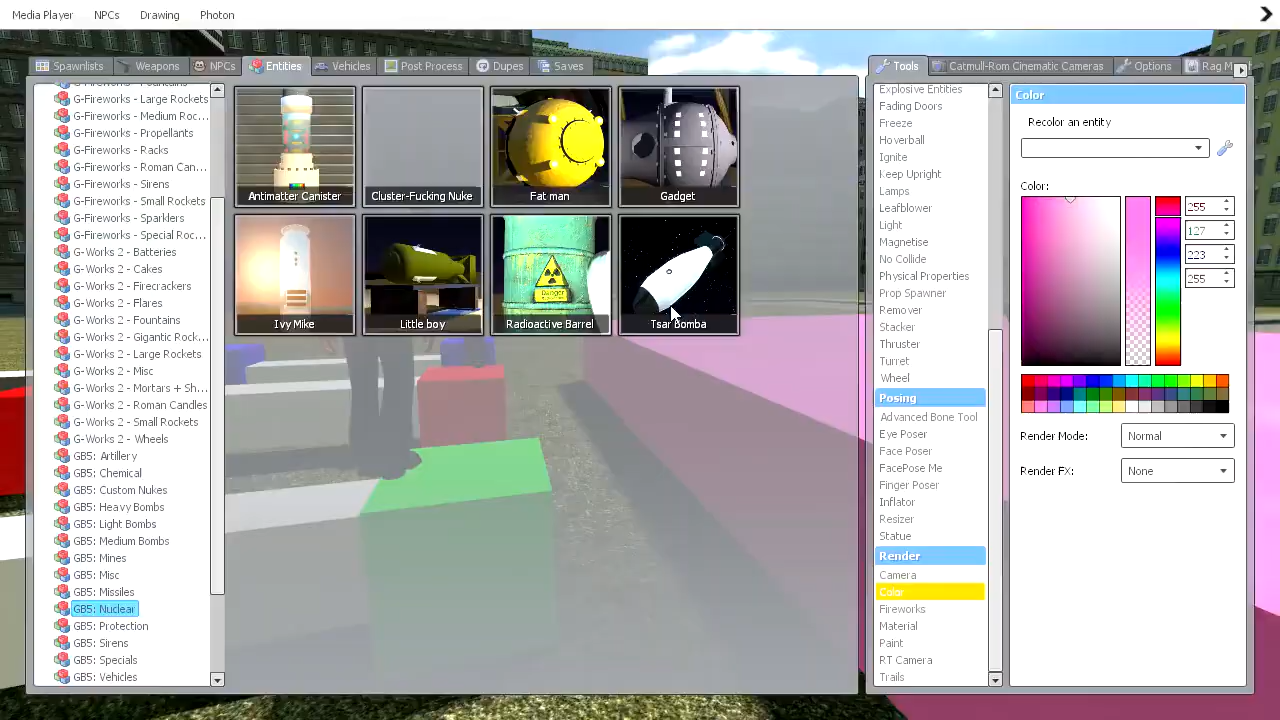 Media Player NPCs Drawing Photon
Spawnlists Weapons NPCs Entities Vehicles Post Process Dupes Saves
G-Fireworks - Large Rockets
G-Fireworks - Medium Roc...
G-Fireworks - Propellants
G-Fireworks - Racks
G-Fireworks - Roman Can...
G-Fireworks - Sirens
G-Fireworks - Small Rockets
G-Fireworks - Sparklers
G-Fireworks - Special Roc...
G-Works 2 - Batteries
G-Works 2 - Cakes
G-Works 2 - Firecrackers
G-Works 2 - Flares
G-Works 2 - Fountains
G-Works 2 - Gigantic Rock...
G-Works 2 - Large Rockets
G-Works 2 - Misc
G-Works 2 - Mortars + Sh...
G-Works 2 - Roman Candles
G-Works 2 - Small Rockets
G-Works 2 - Wheels
GB5: Artillery
GB5: Chemical
GB5: Custom Nukes
GB5: Heavy Bombs
GB5: Light Bombs
GB5: Medium Bombs
GB5: Mines
GB5: Misc
GB5: Missiles
GB5: Nuclear
GB5: Protection
GB5: Sirens
GB5: Specials
GB5: Vehicles
Antimatter Canister
Cluster-Fucking Nuke
Fat man
Gadget
Ivy Mike
Little boy
Danger
Radioactive Barrel
Tsar Bomba
Tools Catmull-Rom Cinematic Cameras Options Rag M
Explosive Entities
Fading Doors
Freeze
Hoverball
Ignite
Keep Upright
Lamps
Leafblower
Light
Magnetise
No Collide
Physical Properties
Prop Spawner
Remover
Stacker
Thruster
Turret
Wheel
Posing
Advanced Bone Tool
Eye Poser
Face Poser
FacePose Me
Finger Poser
Inflator
Resizer
Statue
Render
Camera
Color
Fireworks
Material
Paint
RT Camera
Trails
Color
Recolor an entity
Color:
255
127
223
255
Render Mode: Normal
Render FX: None